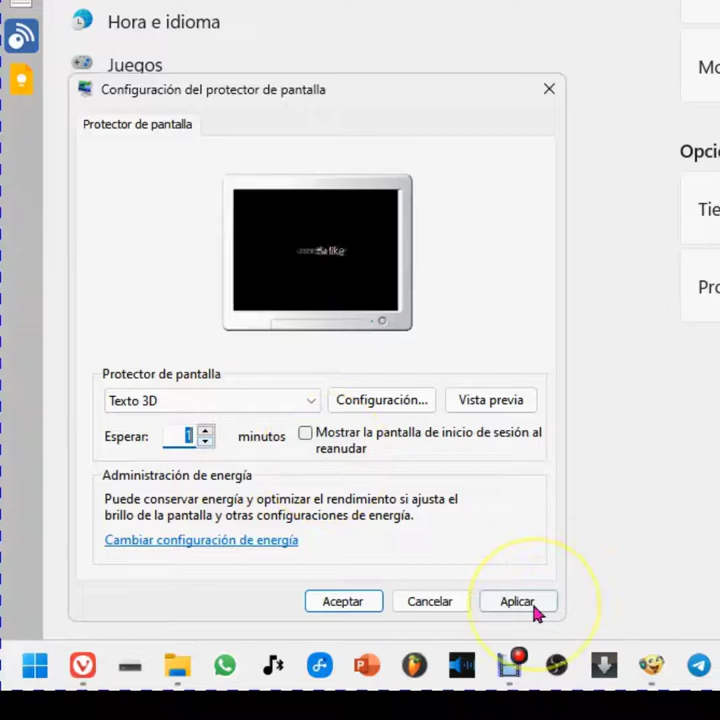 Hora e idioma
Juegos
Configuración del protector de pantalla
Protector de pantalla
Mo
Opci
Tie
Pro
Protector de pantalla
Texto 3D
Configuración...
Vista previa
Esperar:
1
minutos
Mostrar la pantalla de inicio de sesión al
reanudar
Administración de energía
Puede conservar energía y optimizar el rendimiento si ajusta el
brillo de la pantalla y otras configuraciones de energía.
Cambiar configuración de energía
Aceptar
Cancelar
Aplicar